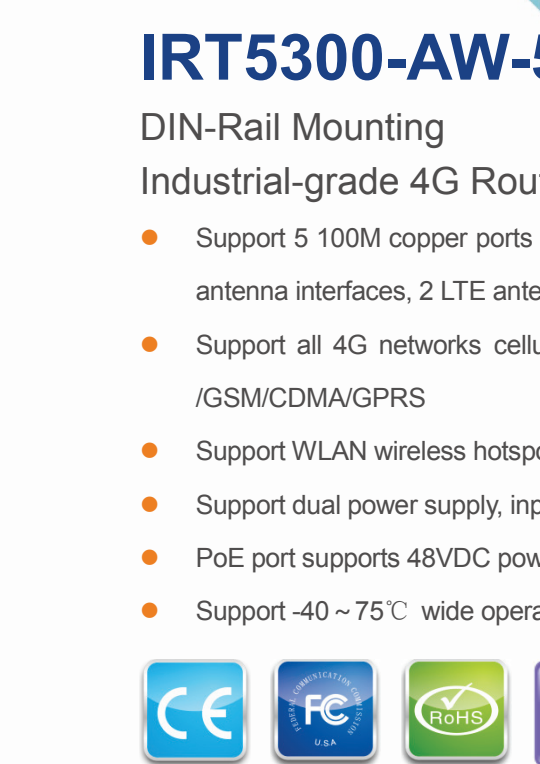 IRT5300-AW-5
DIN-Rail Mounting
Industrial-grade 4G Rout
Support 5 100M copper ports
antenna interfaces, 2 LTE ante
Support all 4G networks cellu
/GSM/CDMA/GPRS
Support WLAN wireless hotspo
Support dual power supply, inp
PoE port supports 48VDC pow
Support -40～75℃ wide opera
CE
FEDERAL COMMUNICATION COMMISSION
FC
U.S.A
RoHS